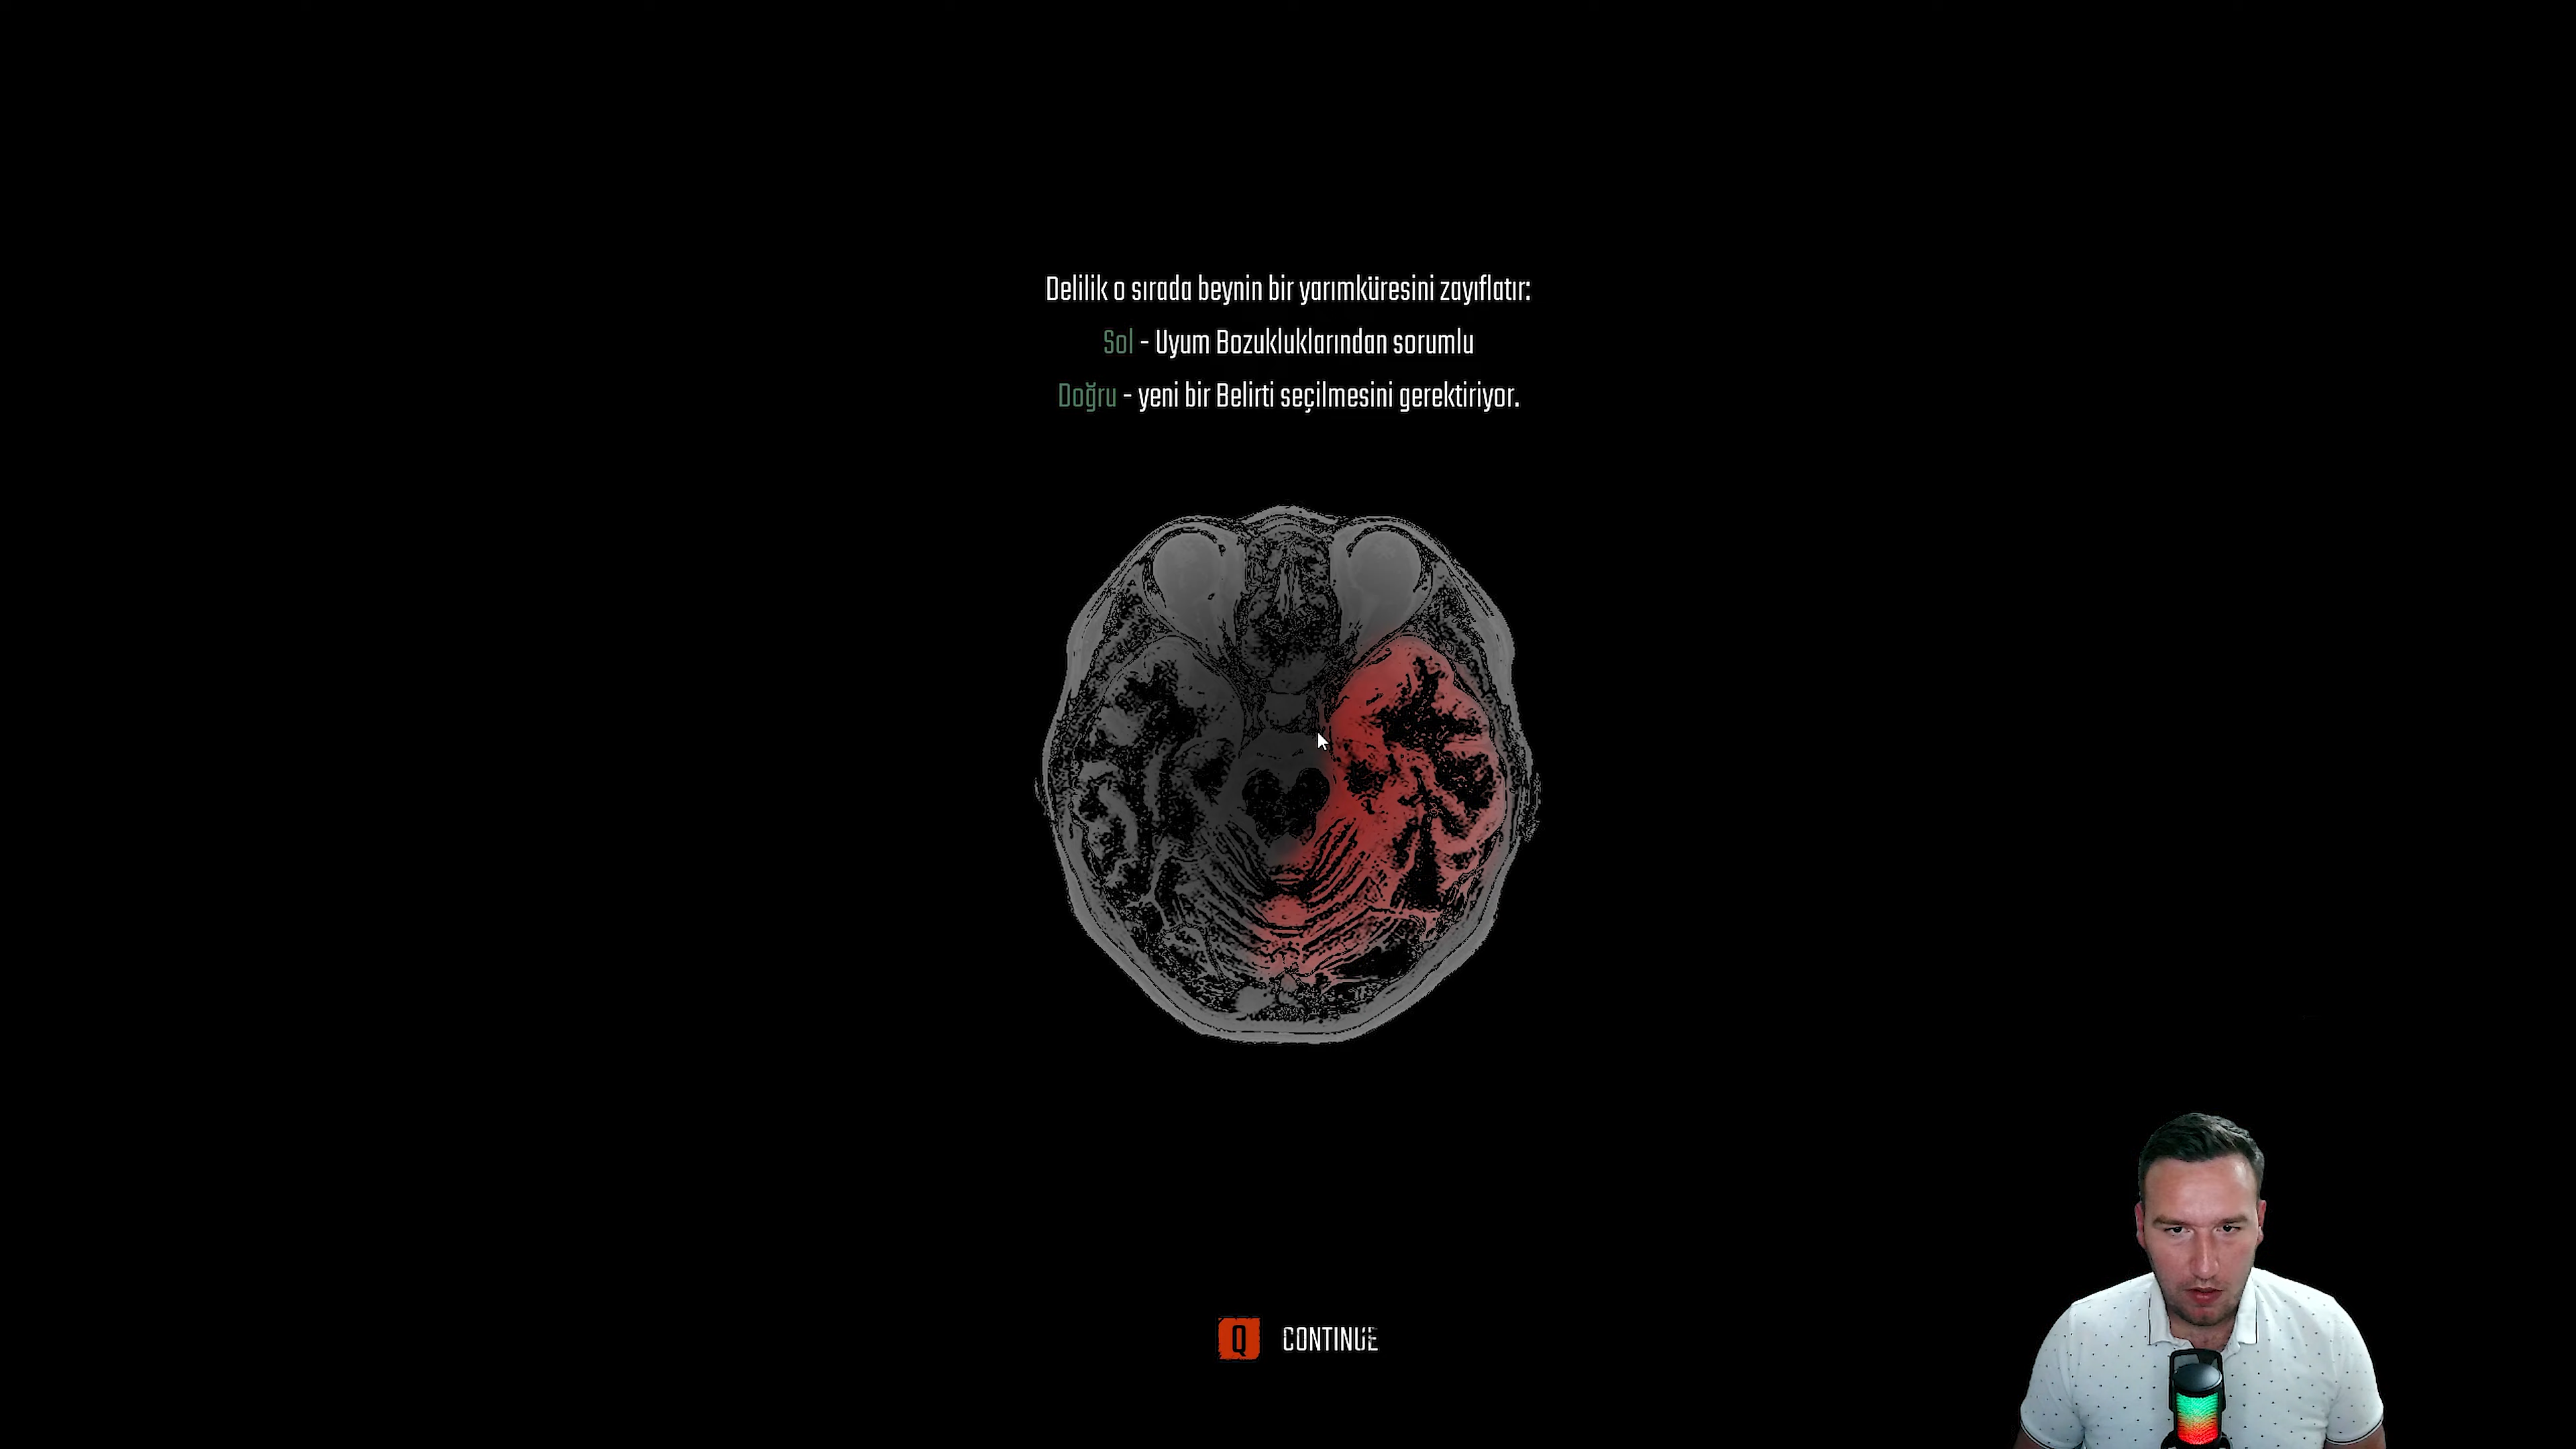 Delilik o sırada beynin bir yarımküresini zayıflatır:
Sol - Uyum Bozukluklarından sorumlu
Doğru - yeni bir Belirti seçilmesini gerektiriyor.
Q CONTINUE